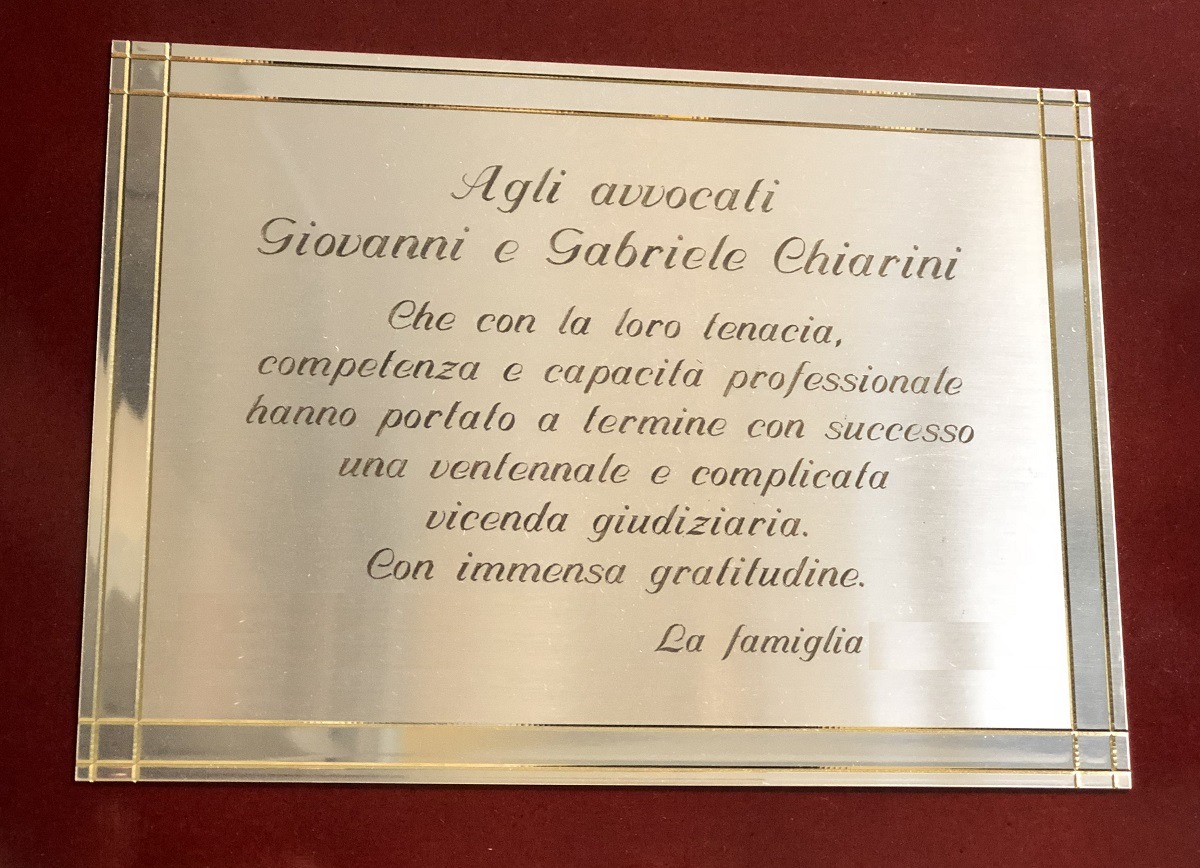 Agli avvocati
Giovanni e Gabriele Chiarini
Che con la loro tenacia,
competenza e capacità professionale
hanno portato a termine con successo
una ventennale e complicata
vicenda giudiziaria.
Con immensa gratitudine.
La famiglia